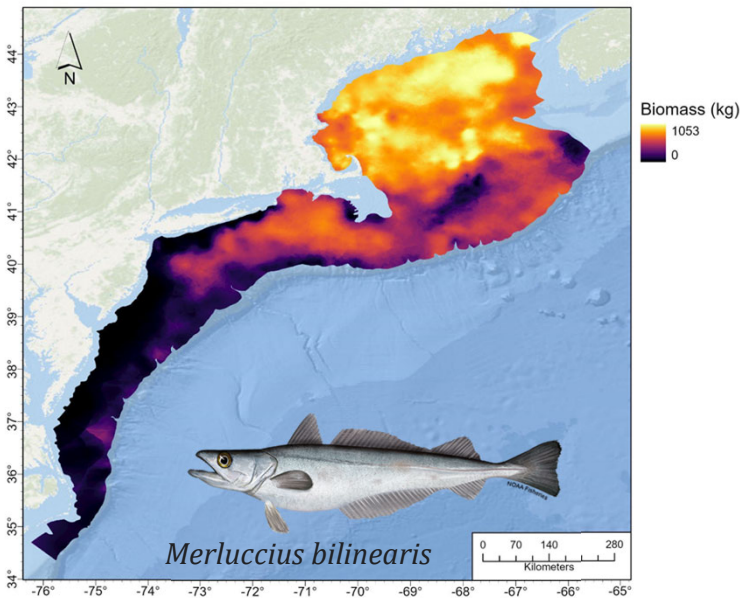 44°
43°
42°
41°
40°
39°
38°
37°
36°
35°
34°
N
Biomass (kg)
1053
0
NOAA Fisheries
Merluccius bilinearis
0 70 140 280
Kilometers
-76° -75° -74° -73° -72° -71° -70° -69° -68° -67° -66° -65°